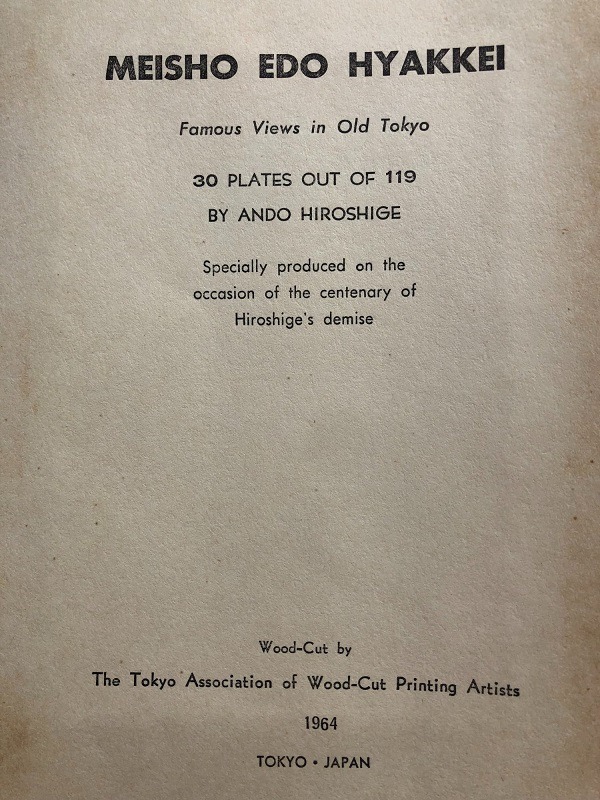 MEISHO EDO HYAKKEI
Famous Views in Old Tokyo
30 PLATES OUT OF 119
BY ANDO HIROSHIGE
Specially produced on the
occasion of the centenary of
Hiroshige's demise
Wood-Cut by
The Tokyo Association of Wood-Cut Printing Artists
1964
TOKYO • JAPAN